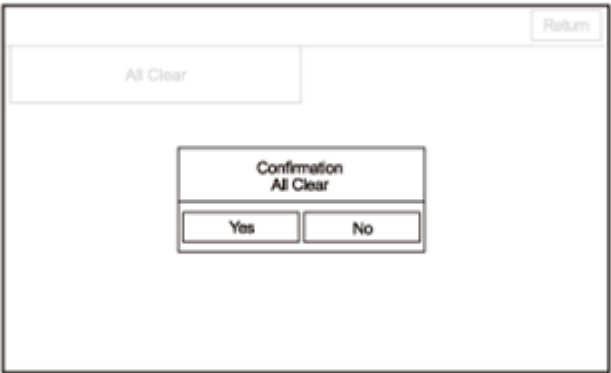 Return
All Clear
Confirmation
All Clear
Yes
No